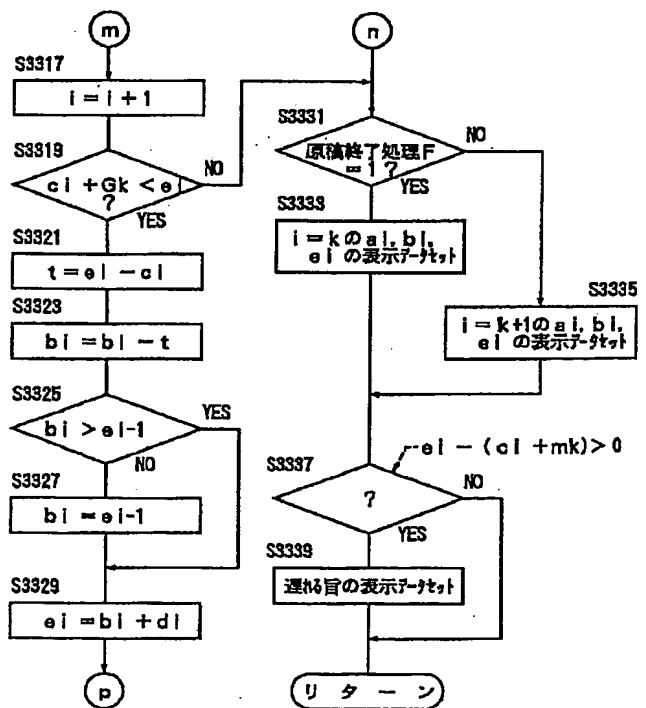 m
S3317
i = i + 1
S3319
ci + Gk < ei
?
NO
YES
S3321
t = ei − ci
S3323
bi = bi − t
S3325
bi > ei-1
YES
NO
S3327
bi = ei-1
S3329
ei = bi + di
p
n
S3331
原稿終了処理F
= 1 ?
NO
YES
S3333
i = k の ai, bi,
ei の表示データセット
S3335
i = k+1の ai, bi,
ei の表示データセット
ei − (ci + mk) > 0
S3337
?
NO
YES
S3339
遅れる旨の表示データセット
リターン